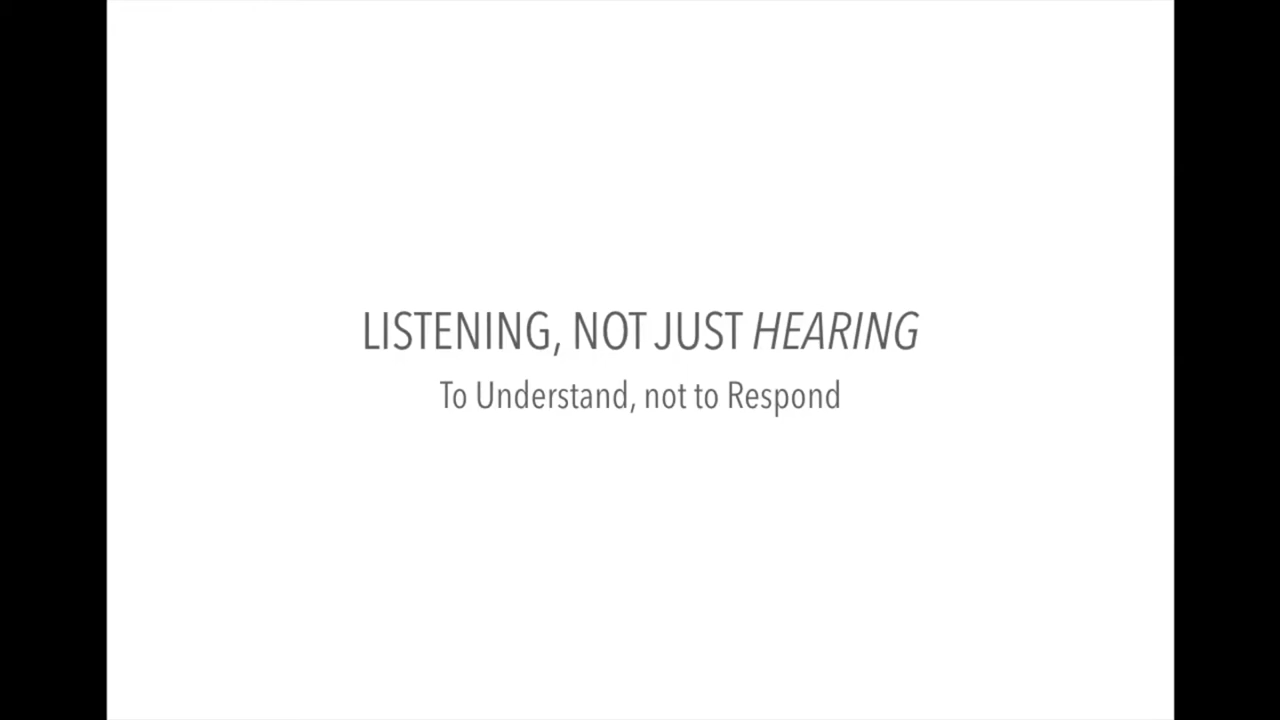 LISTENING, NOT JUST HEARING
To Understand, not to Respond